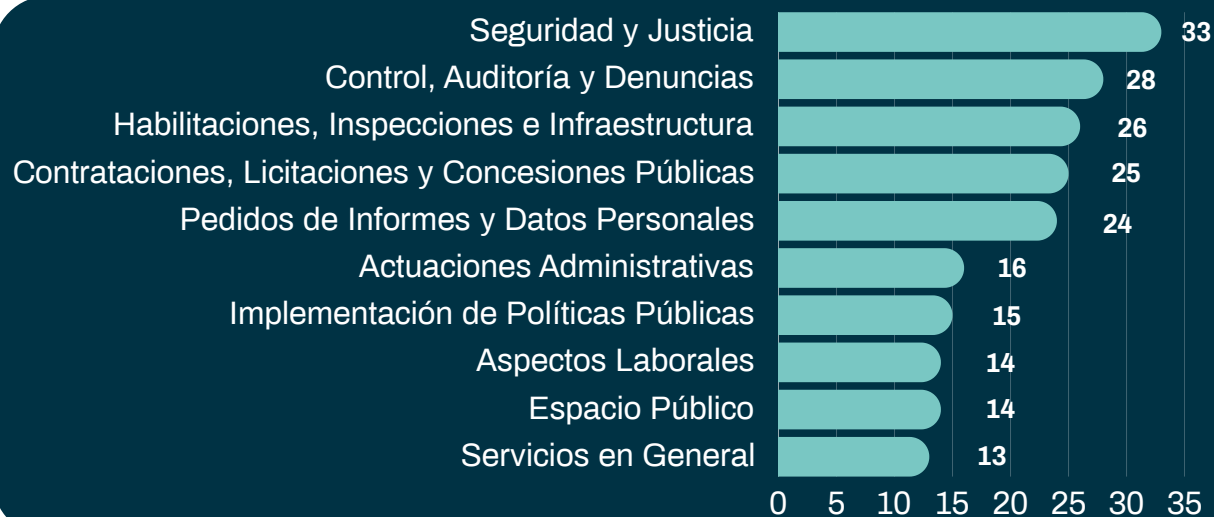 Seguridad y Justicia 33
Control, Auditoría y Denuncias 28
Habilitaciones, Inspecciones e Infraestructura 26
Contrataciones, Licitaciones y Concesiones Públicas 25
Pedidos de Informes y Datos Personales 24
Actuaciones Administrativas 16
Implementación de Políticas Públicas 15
Aspectos Laborales 14
Espacio Público 14
Servicios en General 13
0 5 10 15 20 25 30 35